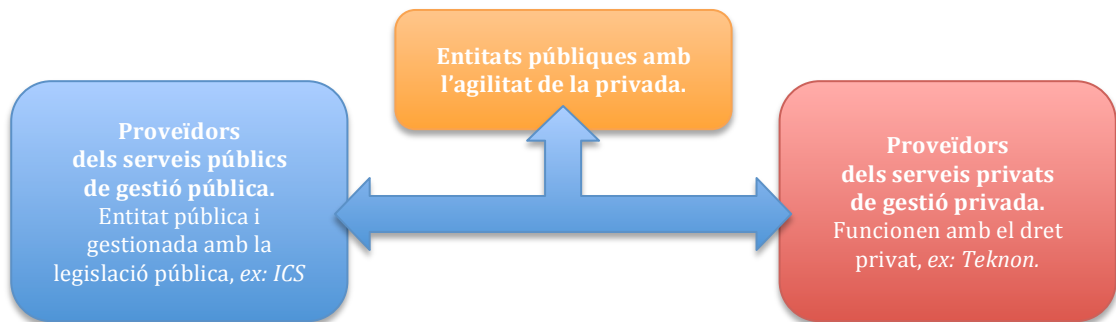 Entitats públiques amb
l’agilitat de la privada.
Proveïdors
dels serveis públics
de gestió pública.
Entitat pública i
gestionada amb la
legislació pública, ex: ICS
Proveïdors
dels serveis privats
de gestió privada.
Funcionen amb el dret
privat, ex: Teknon.